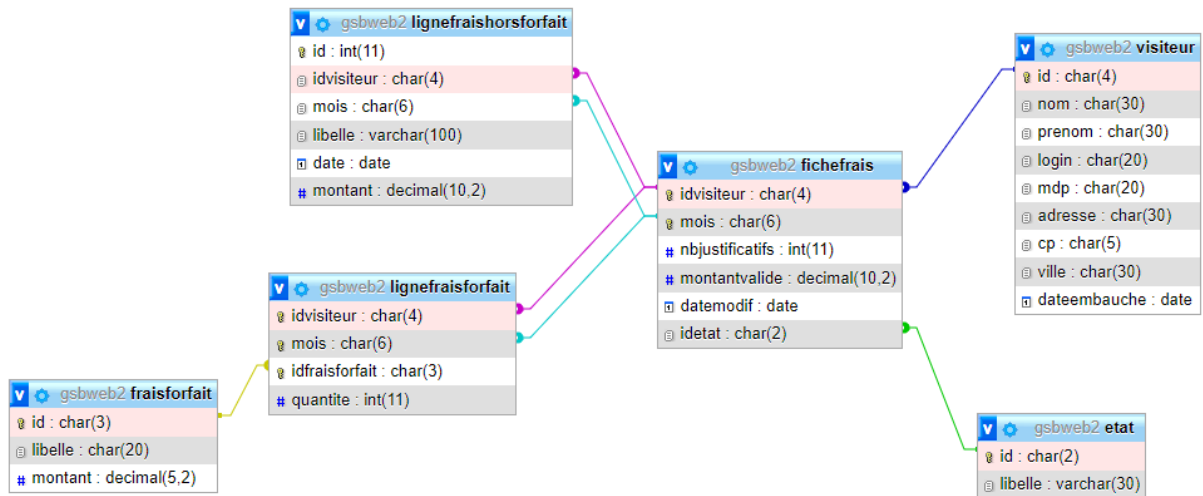 gsbweb2 lignefraishorsforfait
id : int(11)
idvisiteur : char(4)
mois : char(6)
libelle : varchar(100)
date : date
# montant : decimal(10,2)
gsbweb2 visiteur
id : char(4)
nom : char(30)
prenom : char(30)
login : char(20)
mdp : char(20)
adresse : char(30)
cp : char(5)
ville : char(30)
dateembauche : date
gsbweb2 fichefrais
idvisiteur : char(4)
mois : char(6)
# nbjustificatifs : int(11)
# montantvalide : decimal(10,2)
datemodif : date
idetat : char(2)
gsbweb2 lignefraisforfait
idvisiteur : char(4)
mois : char(6)
idfraisforfait : char(3)
# quantite : int(11)
gsbweb2 fraisforfait
id : char(3)
libelle : char(20)
# montant : decimal(5,2)
gsbweb2 etat
id : char(2)
libelle : varchar(30)